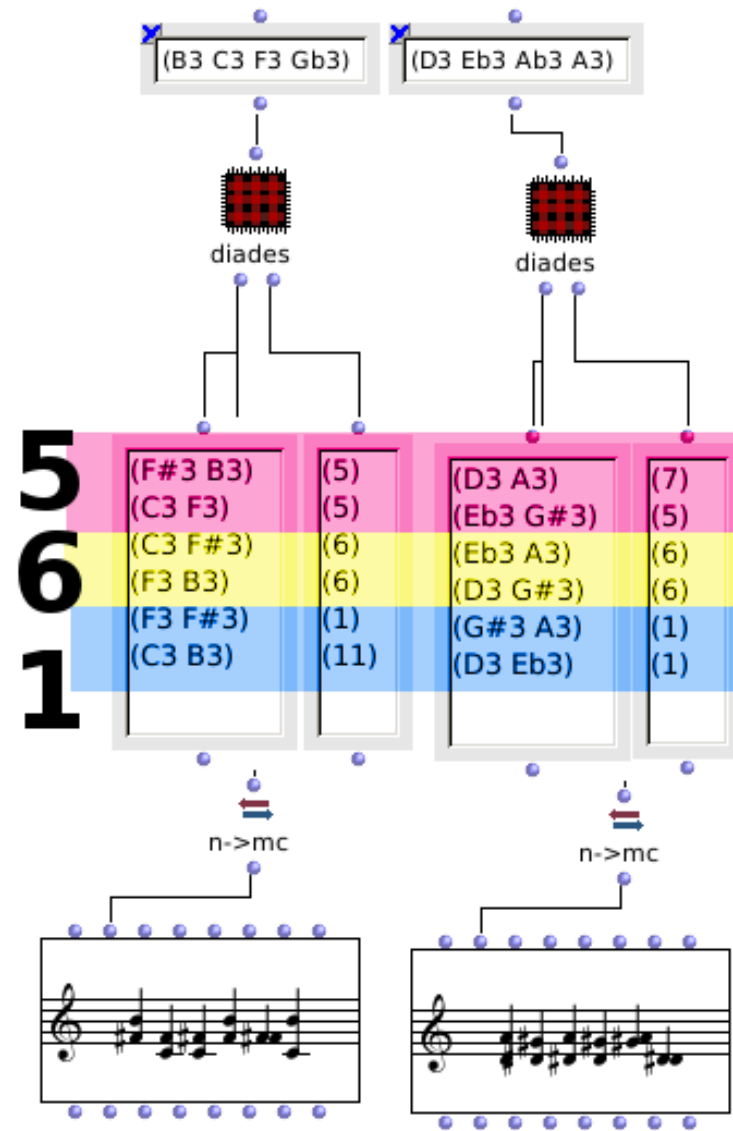 (B3 C3 F3 Gb3)
(D3 Eb3 Ab3 A3)
diades
diades
5
6
1
(F#3 B3)
(C3 F3)
(C3 F#3)
(F3 B3)
(F3 F#3)
(C3 B3)
(5)
(5)
(6)
(6)
(1)
(11)
(D3 A3)
(Eb3 G#3)
(Eb3 A3)
(D3 G#3)
(G#3 A3)
(D3 Eb3)
(7)
(5)
(6)
(6)
(1)
(1)
n->mc
n->mc